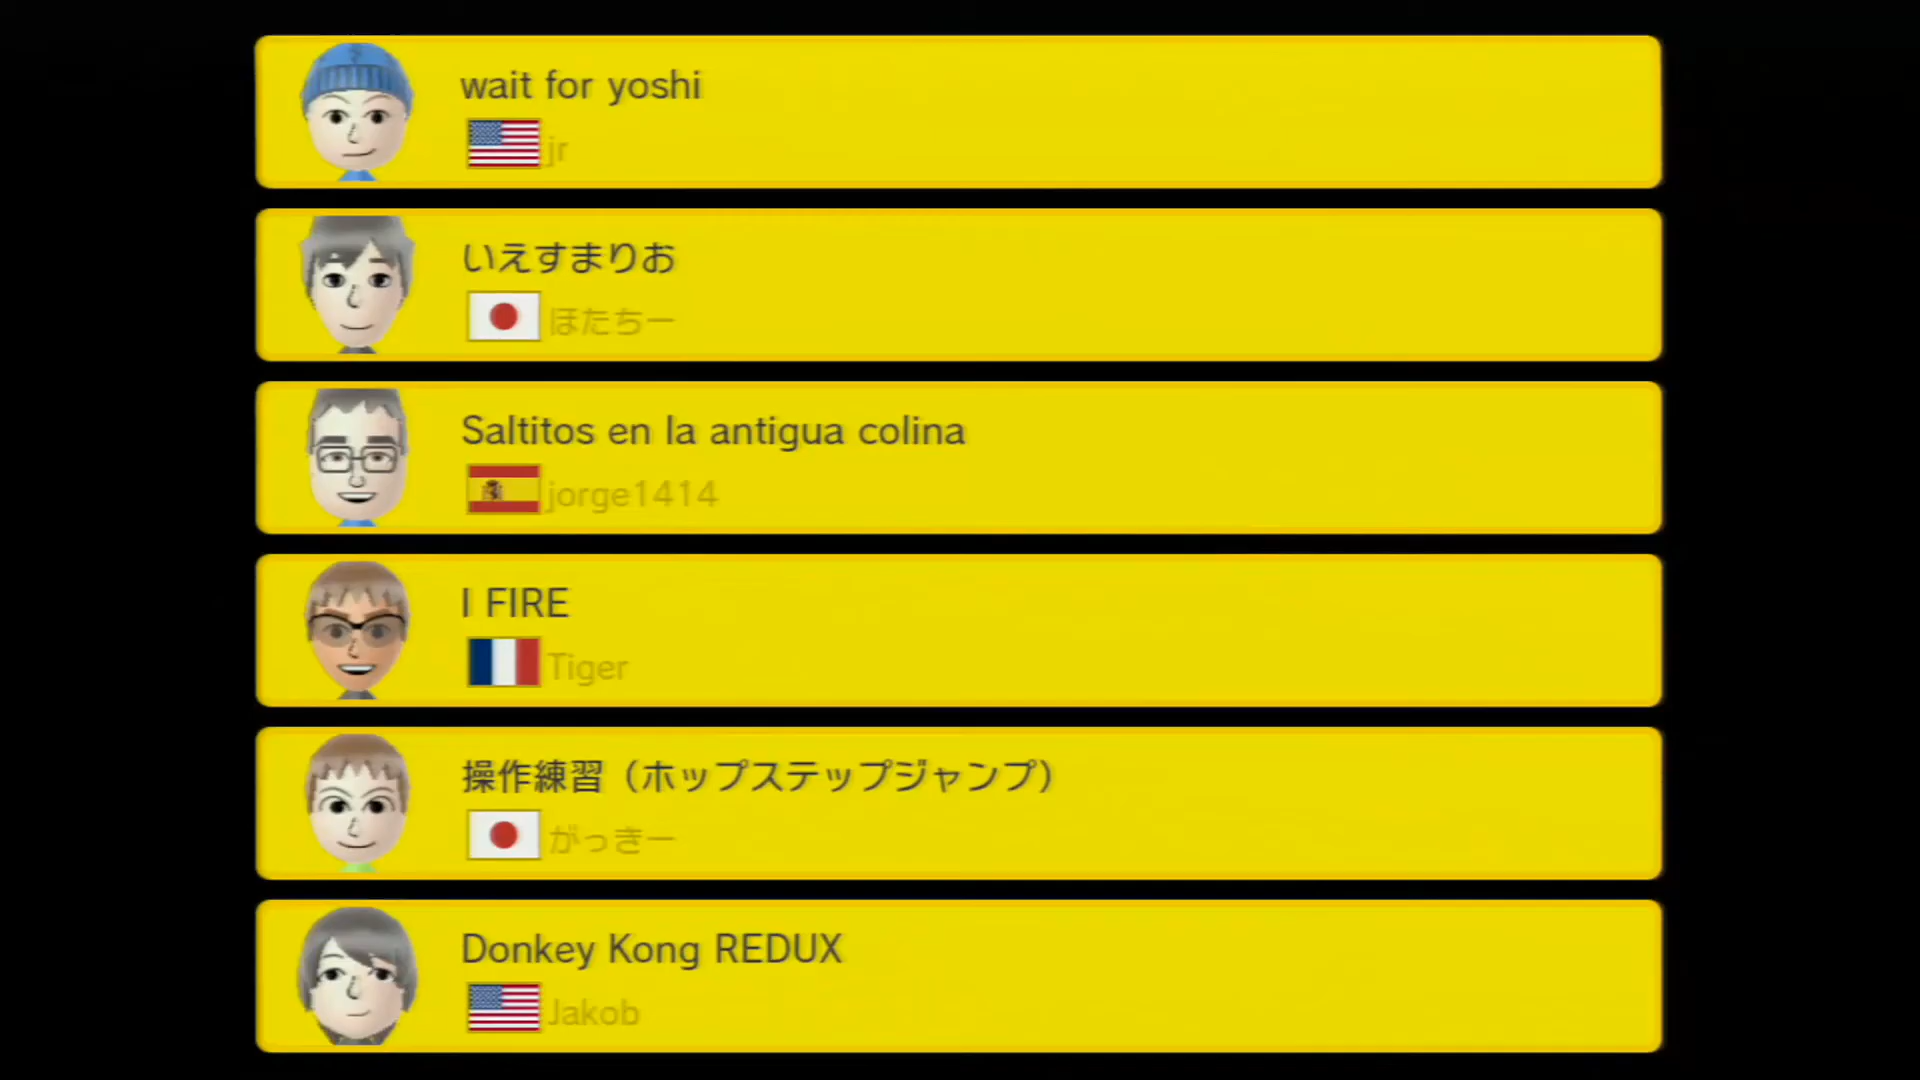 wait for yoshi
jr
いえすまりお
ほたちー
Saltitos en la antigua colina
jorge1414
I FIRE
Tiger
操作練習（ホップステップジャンプ）
がっきー
Donkey Kong REDUX
Jakob